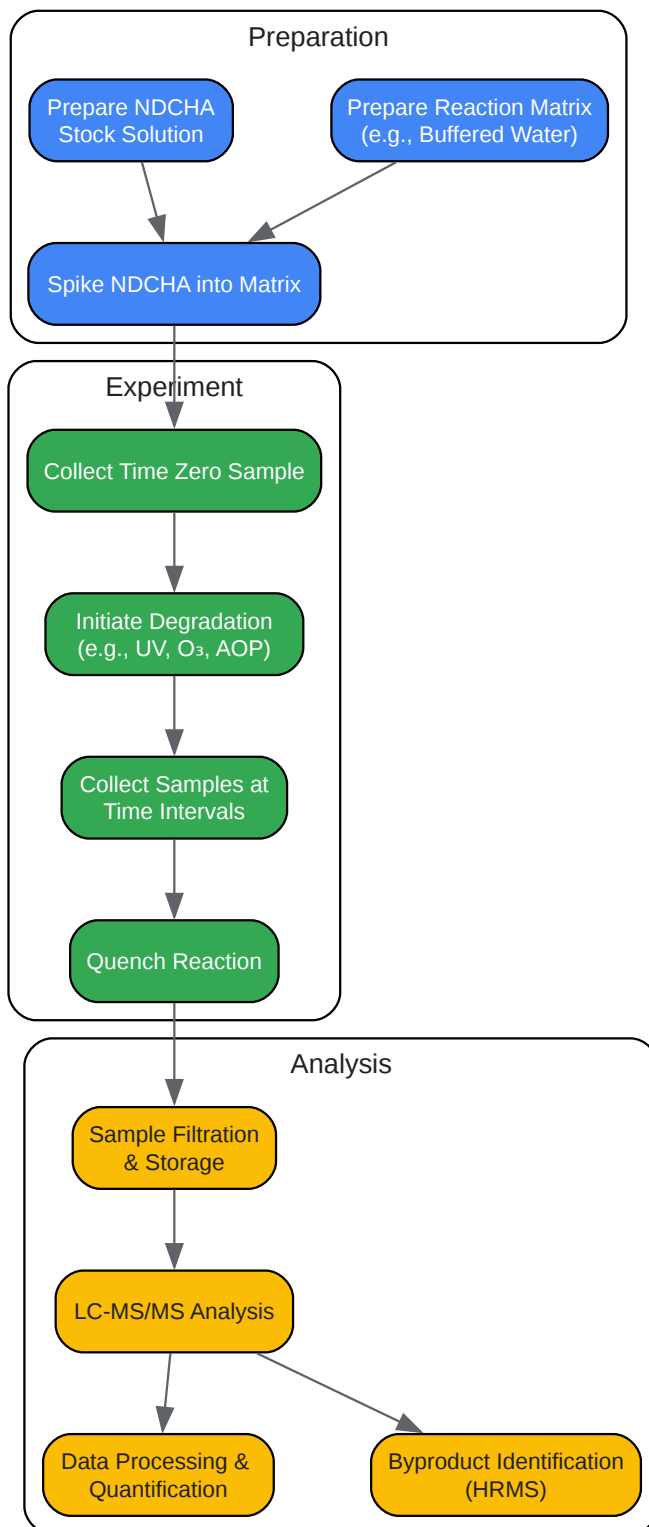 Preparation
Prepare NDCHA
Stock Solution
Prepare Reaction Matrix
(e.g., Buffered Water)
Spike NDCHA into Matrix
Experiment
Collect Time Zero Sample
Initiate Degradation
(e.g., UV, O₃, AOP)
Collect Samples at
Time Intervals
Quench Reaction
Analysis
Sample Filtration
& Storage
LC-MS/MS Analysis
Data Processing &
Quantification
Byproduct Identification
(HRMS)